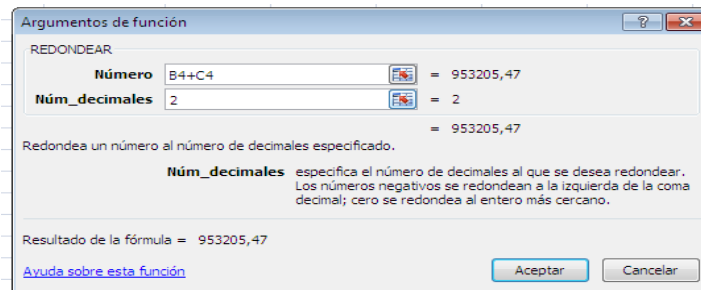 Argumentos de función
REDONDEAR
Número B4+C4 = 953205,47
Núm_decimales 2 = 2
= 953205,47
Redondea un número al número de decimales especificado.
Núm_decimales especifica el número de decimales al que se desea redondear.
Los números negativos se redondean a la izquierda de la coma
decimal; cero se redondea al entero más cercano.
Resultado de la fórmula = 953205,47
Ayuda sobre esta función Aceptar Cancelar